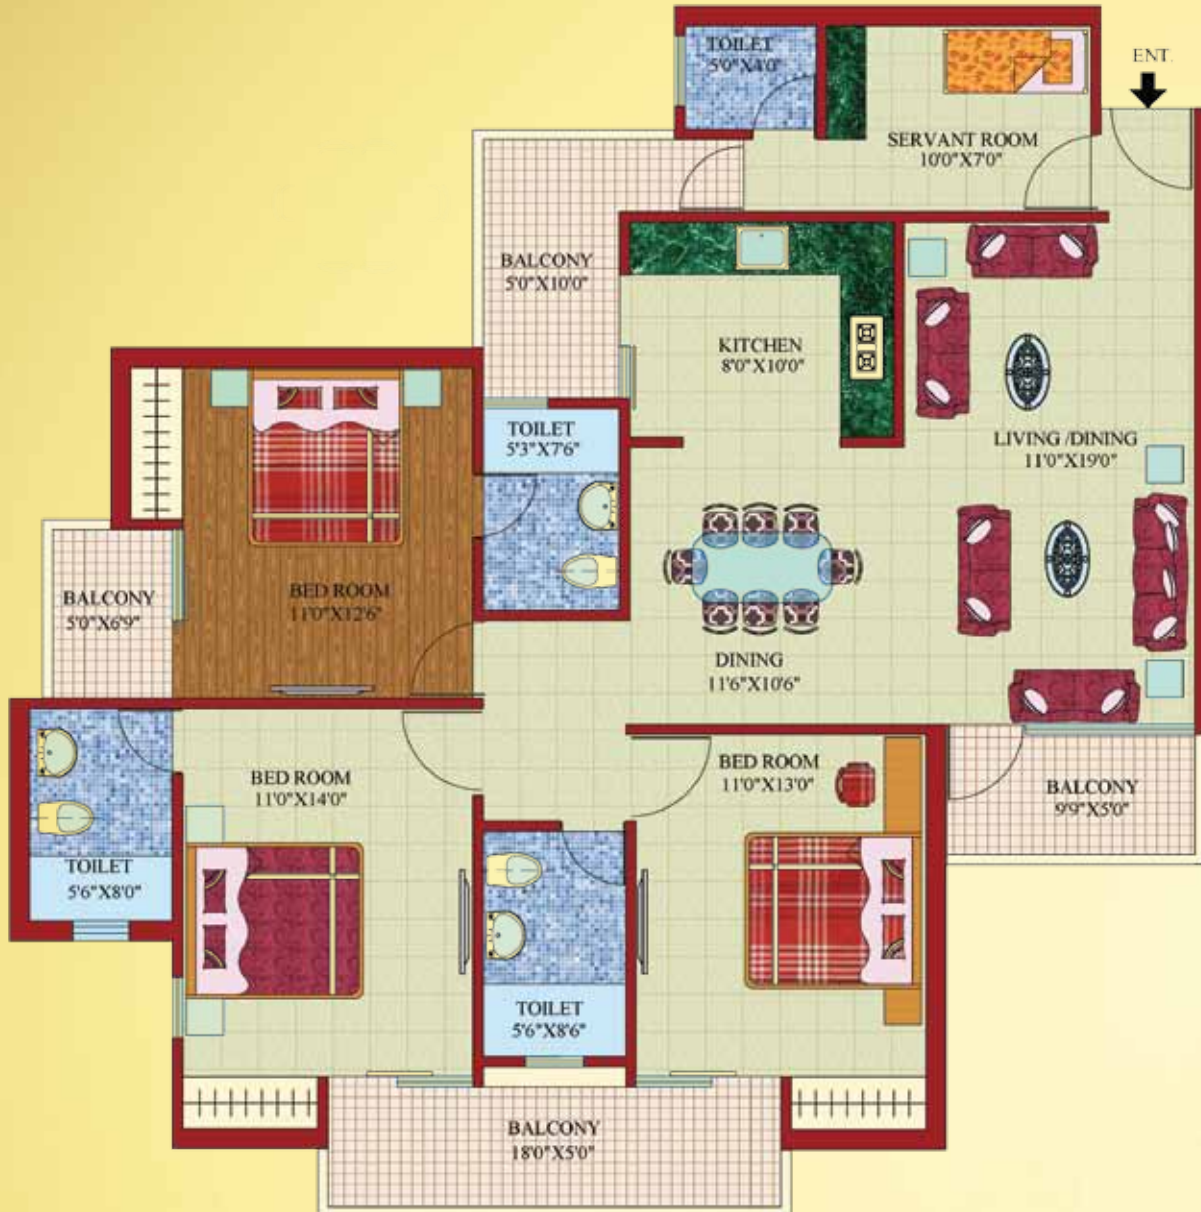 TOILET
5'0"X4'0"
ENT.
SERVANT ROOM
10'0"X7'0"
BALCONY
5'0"X10'0"
KITCHEN
8'0"X10'0"
TOILET
5'3"X7'6"
LIVING /DINING
11'0"X19'0"
BED ROOM
11'0"X12'6"
BALCONY
5'0"X6'9"
DINING
11'6"X10'6"
BED ROOM
11'0"X14'0"
BED ROOM
11'0"X13'0"
BALCONY
9'9"X5'0"
TOILET
5'6"X8'0"
TOILET
5'6"X8'6"
BALCONY
18'0"X5'0"